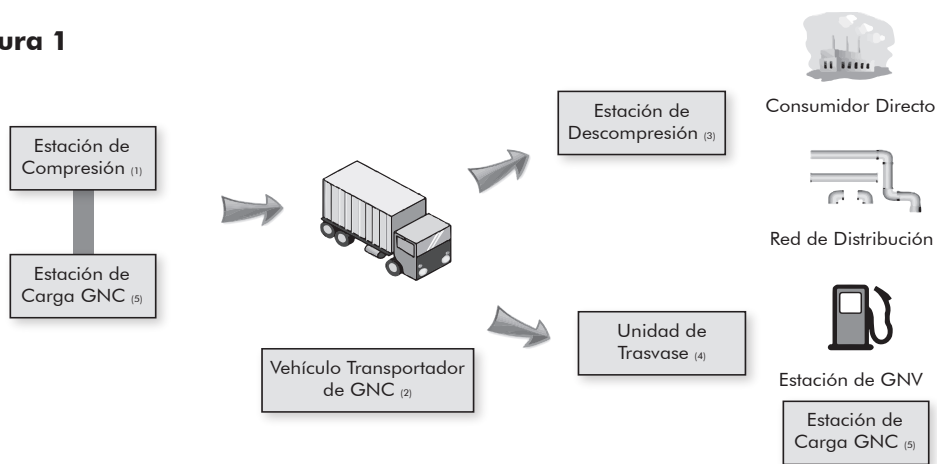 ura 1
Estación de
Compresión (1)
Estación de
Carga GNC (5)
Vehículo Transportador
de GNC (2)
Estación de
Descompresión (3)
Unidad de
Trasvase (4)
Consumidor Directo
Red de Distribución
Estación de GNV
Estación de
Carga GNC (5)